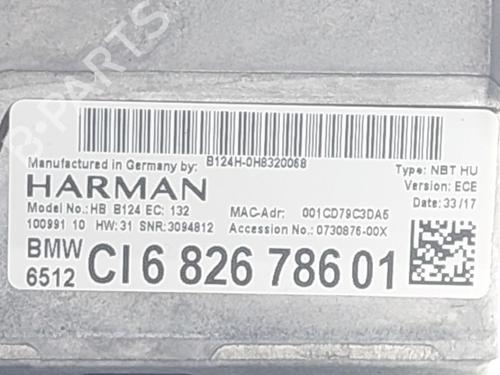 B-PARTS
B124H-0H8320068
Manufactured in Germany by:
Type: NBT HU
HARMAN
Version: ECE
Model No.: HB B124 EC: 132
MAC-Adr: 001CD79C3DA5
Date: 33/17
100991 10 HW: 31 SNR: 3094812
Accession No.: 0730876-00X
BMW
6512
CI 6 826 786 01